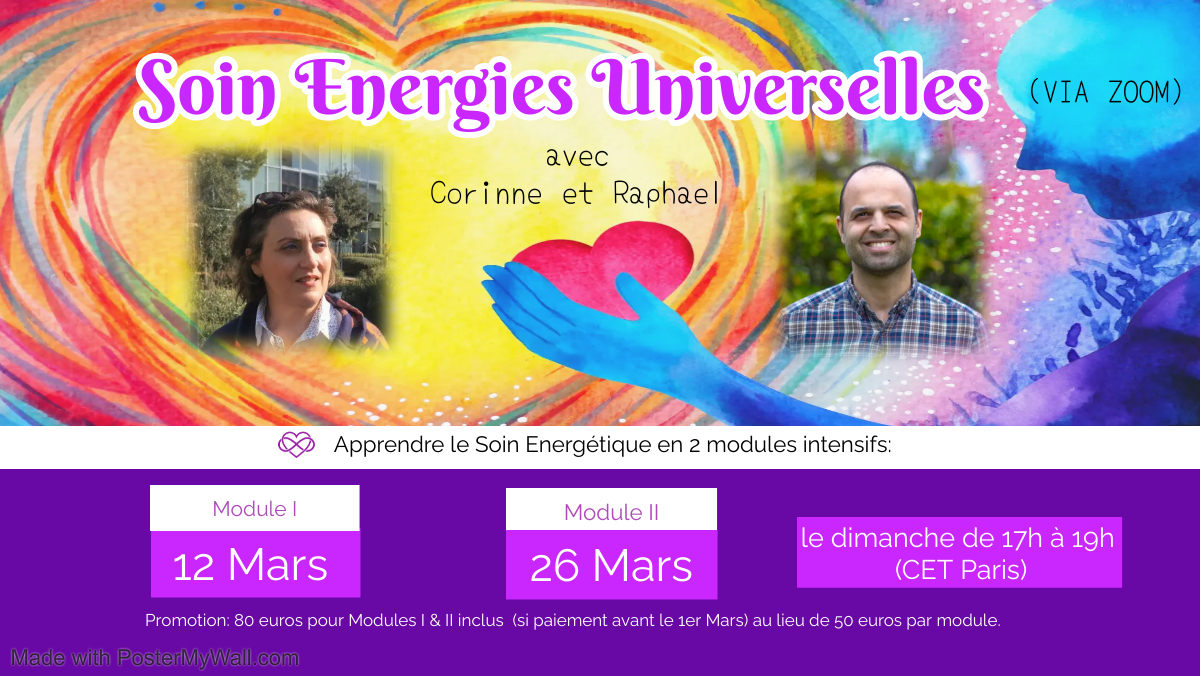 Soin Energies Universelles
(VIA ZOOM)
avec
Corinne et Raphael
Apprendre le Soin Energétique en 2 modules intensifs:
Module I
12 Mars
Module II
26 Mars
le dimanche de 17h à 19h
(CET Paris)
Promotion: 80 euros pour Modules I & II inclus (si paiement avant le 1er Mars) au lieu de 50 euros par module.
Made with PosterMyWall.com